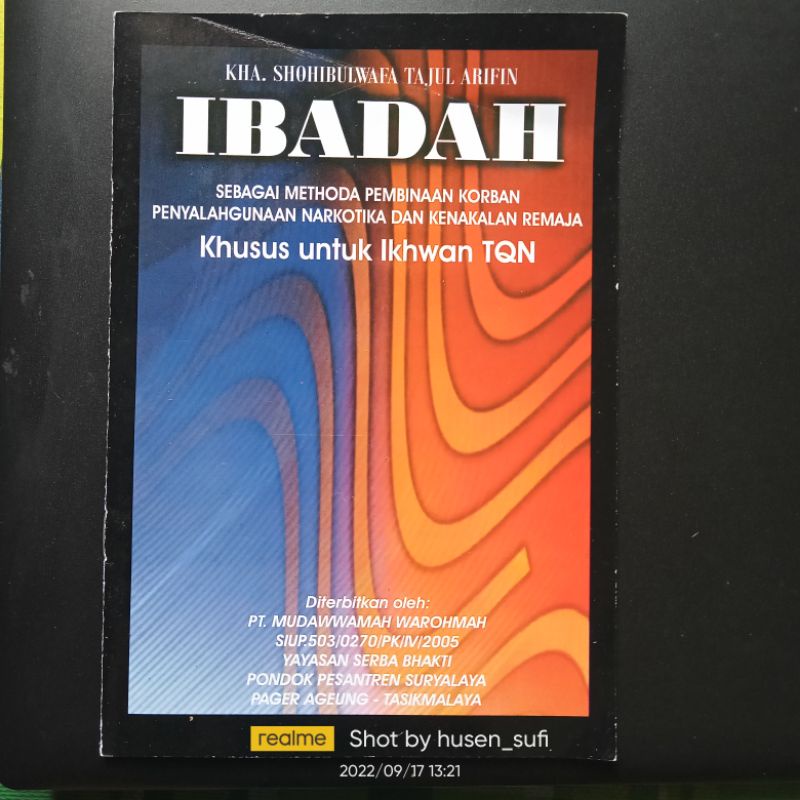 KHA. SHOHIBULWAFA TAJUL ARIFIN
IBADAH
SEBAGAI METHODA PEMBINAAN KORBAN
PENYALAHGUNAAN NARKOTIKA DAN KENAKALAN REMAJA
Khusus untuk Ikhwan TQN
Diterbitkan oleh:
PT. MUDAWWAMAH WAROHMAH
SIUP.503/0270/PK/IV/2005
YAYASAN SERBA BHAKTI
PONDOK PESANTREN SURYALAYA
PAGER AGEUNG - TASIKMALAYA
realme Shot by husen_sufi
2022/09/17 13:21